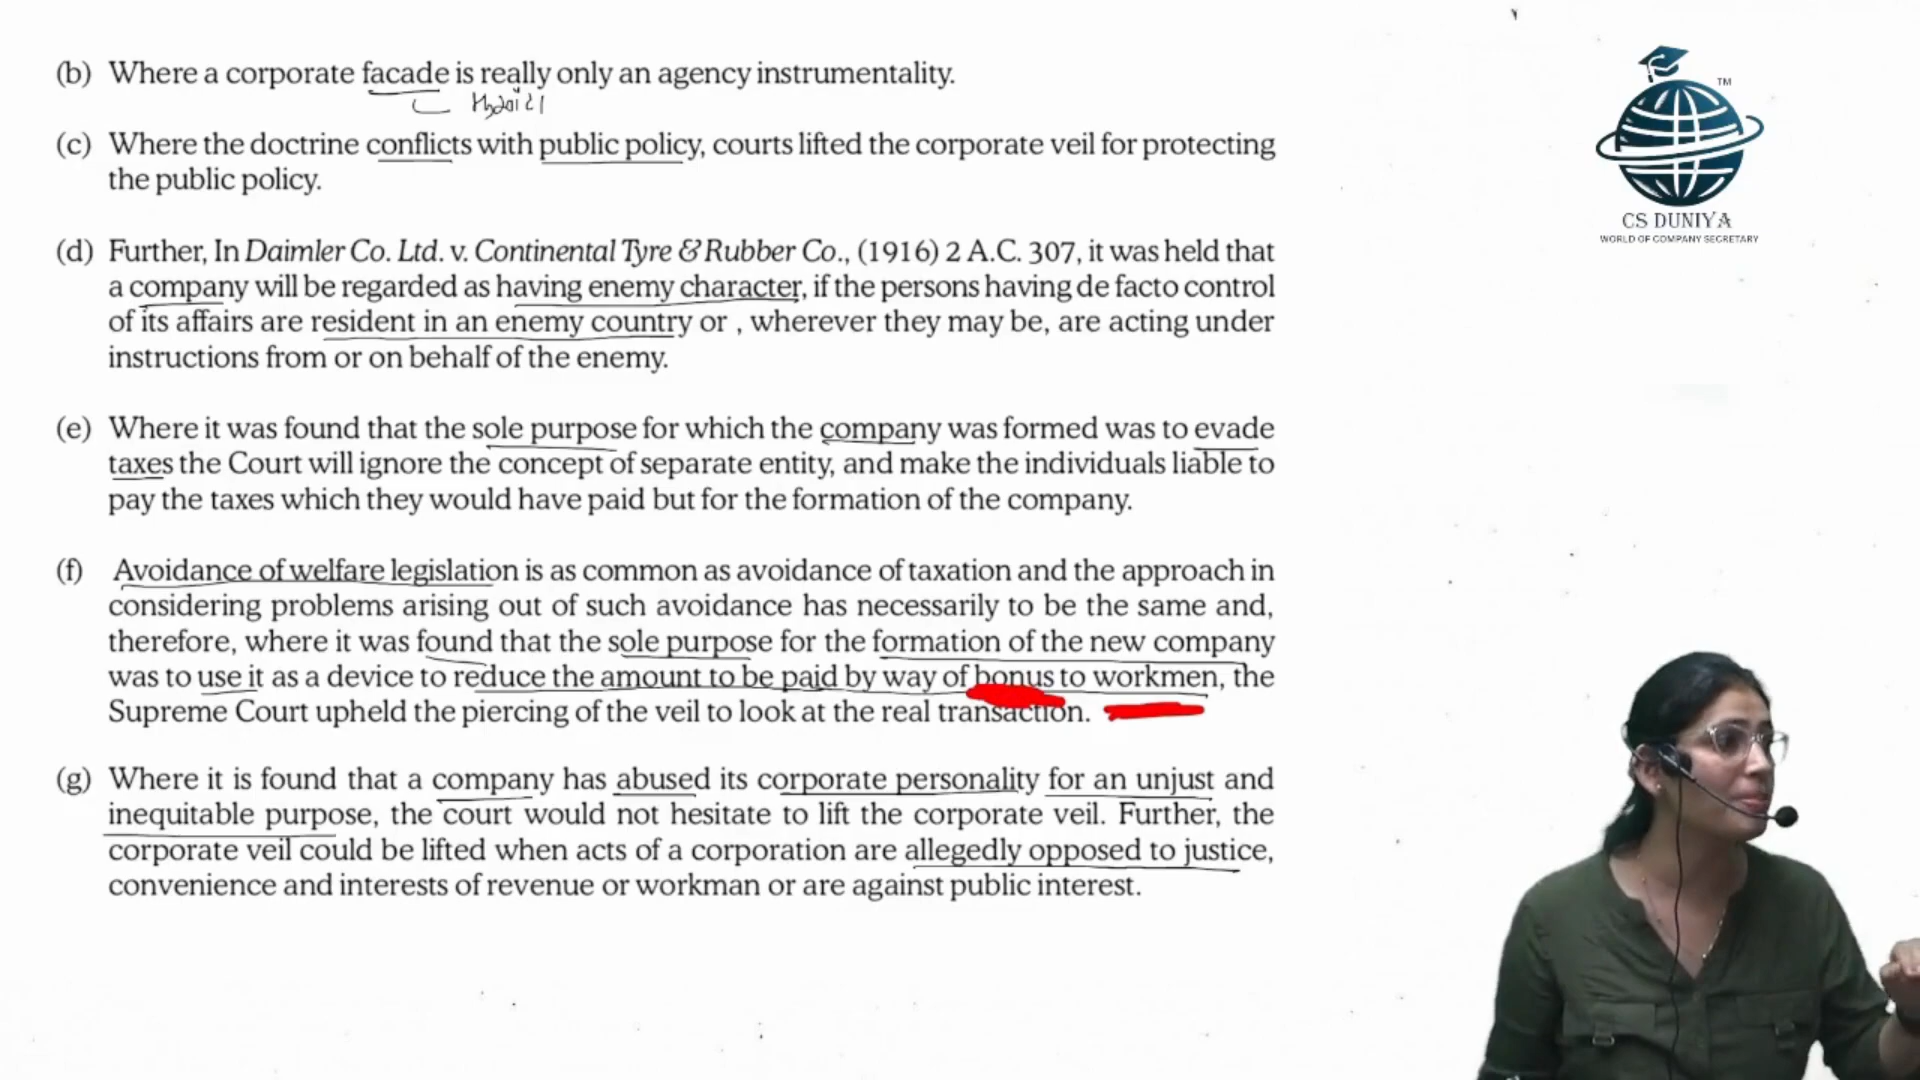 (b) Where a corporate facade is really only an agency instrumentality.
(c) Where the doctrine conflicts with public policy, courts lifted the corporate veil for protecting
the public policy.
(d) Further, In Daimler Co. Ltd. v. Continental Tyre & Rubber Co., (1916) 2 A.C. 307, it was held that
a company will be regarded as having enemy character, if the persons having de facto control
of its affairs are resident in an enemy country or , wherever they may be, are acting under
instructions from or on behalf of the enemy.
(e) Where it was found that the sole purpose for which the company was formed was to evade
taxes the Court will ignore the concept of separate entity, and make the individuals liable to
pay the taxes which they would have paid but for the formation of the company.
(f) Avoidance of welfare legislation is as common as avoidance of taxation and the approach in
considering problems arising out of such avoidance has necessarily to be the same and,
therefore, where it was found that the sole purpose for the formation of the new company
was to use it as a device to reduce the amount to be paid by way of bonus to workmen, the
Supreme Court upheld the piercing of the veil to look at the real transaction.
(g) Where it is found that a company has abused its corporate personality for an unjust and
inequitable purpose, the court would not hesitate to lift the corporate veil. Further, the
corporate veil could be lifted when acts of a corporation are allegedly opposed to justice,
convenience and interests of revenue or workman or are against public interest.
TM
CS DUNIYA
WORLD OF COMPANY SECRETARY